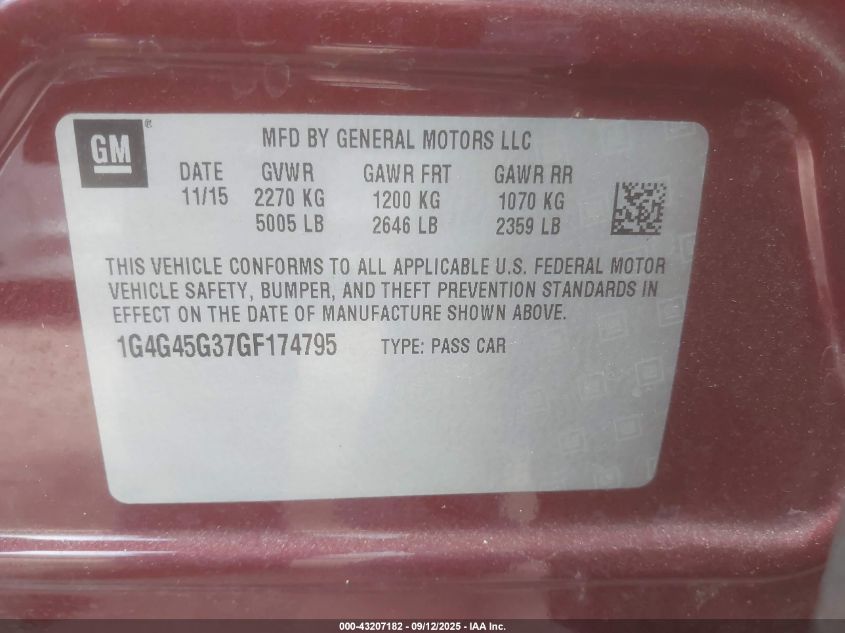 GM ®
MFD BY GENERAL MOTORS LLC
DATE GVWR GAWR FRT GAWR RR
11/15 2270 KG 1200 KG 1070 KG
5005 LB 2646 LB 2359 LB
THIS VEHICLE CONFORMS TO ALL APPLICABLE U.S. FEDERAL MOTOR
VEHICLE SAFETY, BUMPER, AND THEFT PREVENTION STANDARDS IN
EFFECT ON THE DATE OF MANUFACTURE SHOWN ABOVE.
1G4G45G37GF174795 TYPE: PASS CAR
000-43207182 - 09/12/2025 - IAA Inc.